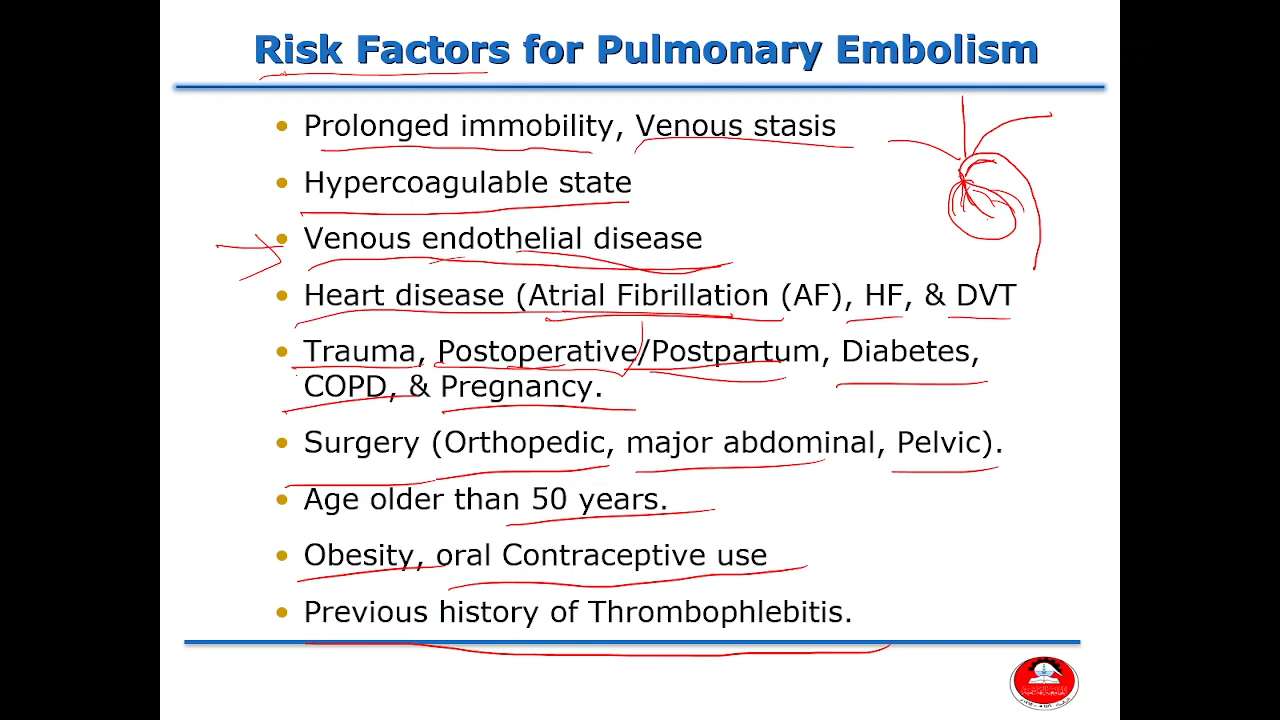 Risk Factors for Pulmonary Embolism
• Prolonged immobility, Venous stasis
• Hypercoagulable state
• Venous endothelial disease
• Heart disease (Atrial Fibrillation (AF), HF, & DVT
• Trauma, Postoperative/Postpartum, Diabetes,
COPD, & Pregnancy.
• Surgery (Orthopedic, major abdominal, Pelvic).
• Age older than 50 years.
• Obesity, oral Contraceptive use
• Previous history of Thrombophlebitis.